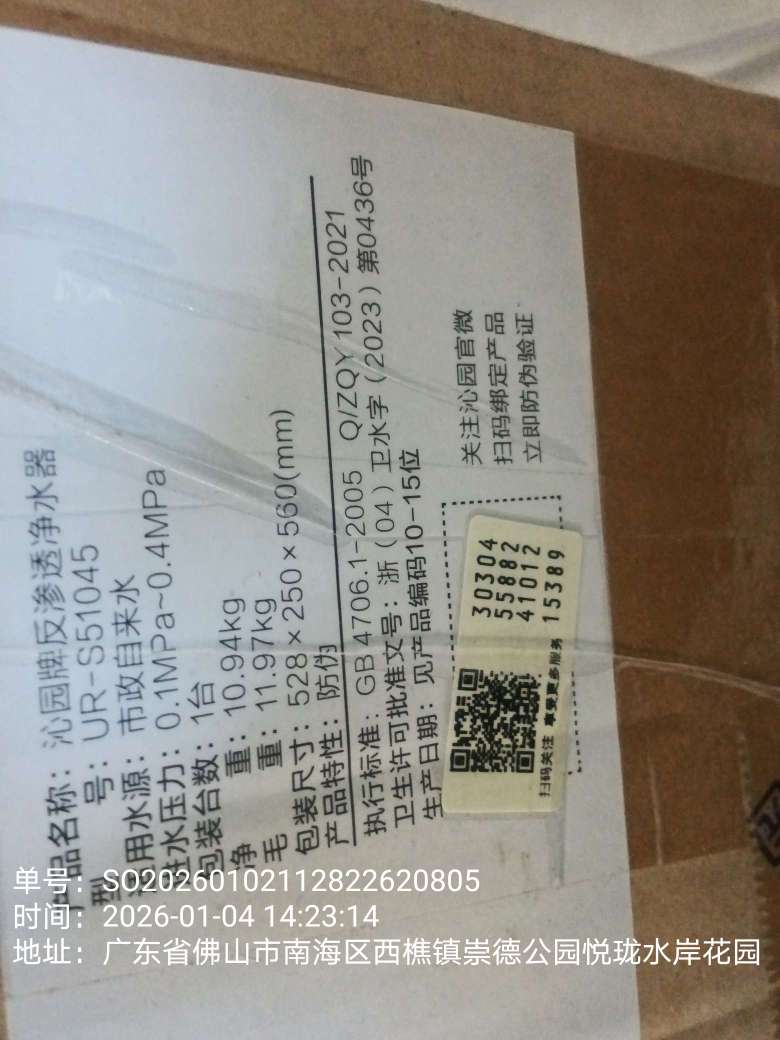 产品名称：沁园牌反渗透净水器
型号：UR-S51045
适用水源：市政自来水
进水压力：0.1MPa~0.4MPa
包装台数：1台
净重：10.94kg
毛重：11.97kg
包装尺寸：528×250×560(mm)
产品特性：防伪
执行标准：GB 4706.1-2005 Q/ZQY 103-2021
卫生许可批准文号：浙（04）卫水字（2023）第0436号
生产日期：见产品编码10-15位
关注沁园官微
扫码绑定产品
立即防伪验证
30304
55882
41012
15389
扫码关注 享受更多服务
单号：SO20260102112822620805
时间：2026-01-04 14:23:14
地址：广东省佛山市南海区西樵镇崇德公园悦珑水岸花园